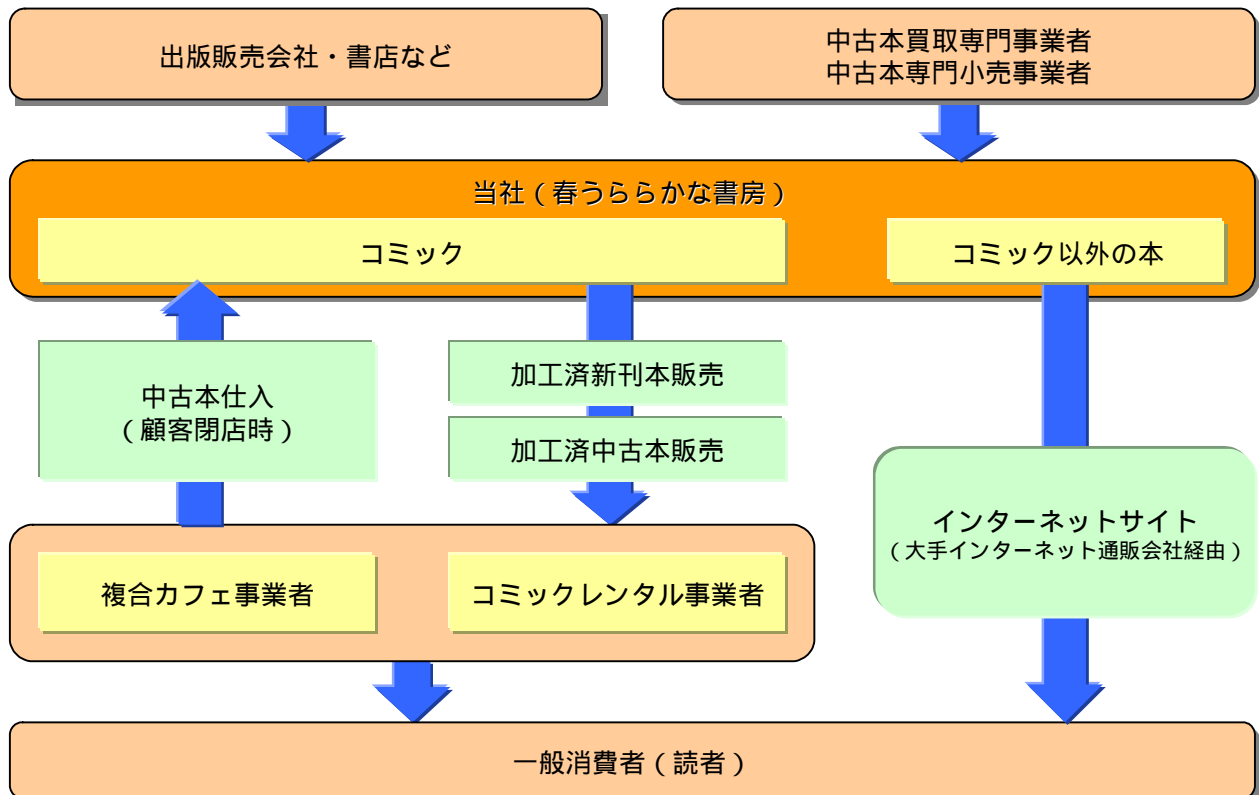 出版販売会社・書店など
中古本買取専門事業者
中古本専門小売事業者
当社（春うららかな書房）
コミック
コミック以外の本
中古本仕入
（顧客閉店時）
加工済新刊本販売
加工済中古本販売
インターネットサイト
（大手インターネット通販会社経由）
複合カフェ事業者
コミックレンタル事業者
一般消費者（読者）